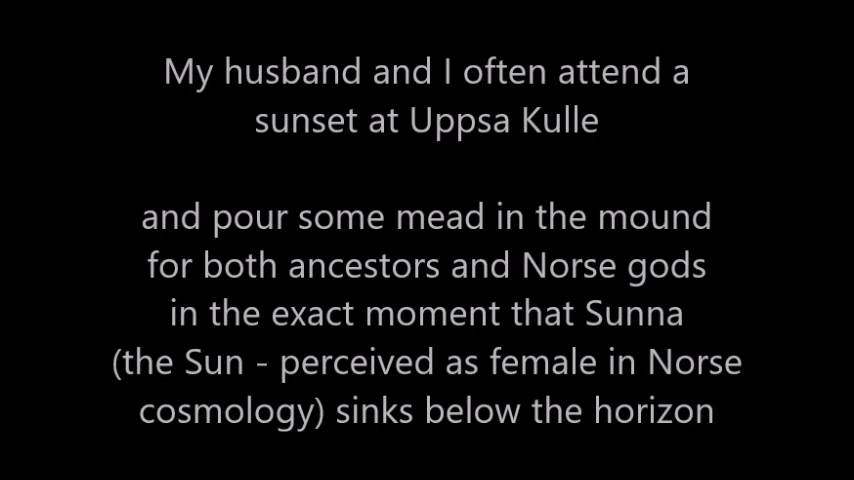 My husband and I often attend a
sunset at Uppsa Kulle
and pour some mead in the mound
for both ancestors and Norse gods
in the exact moment that Sunna
(the Sun - perceived as female in Norse
cosmology) sinks below the horizon